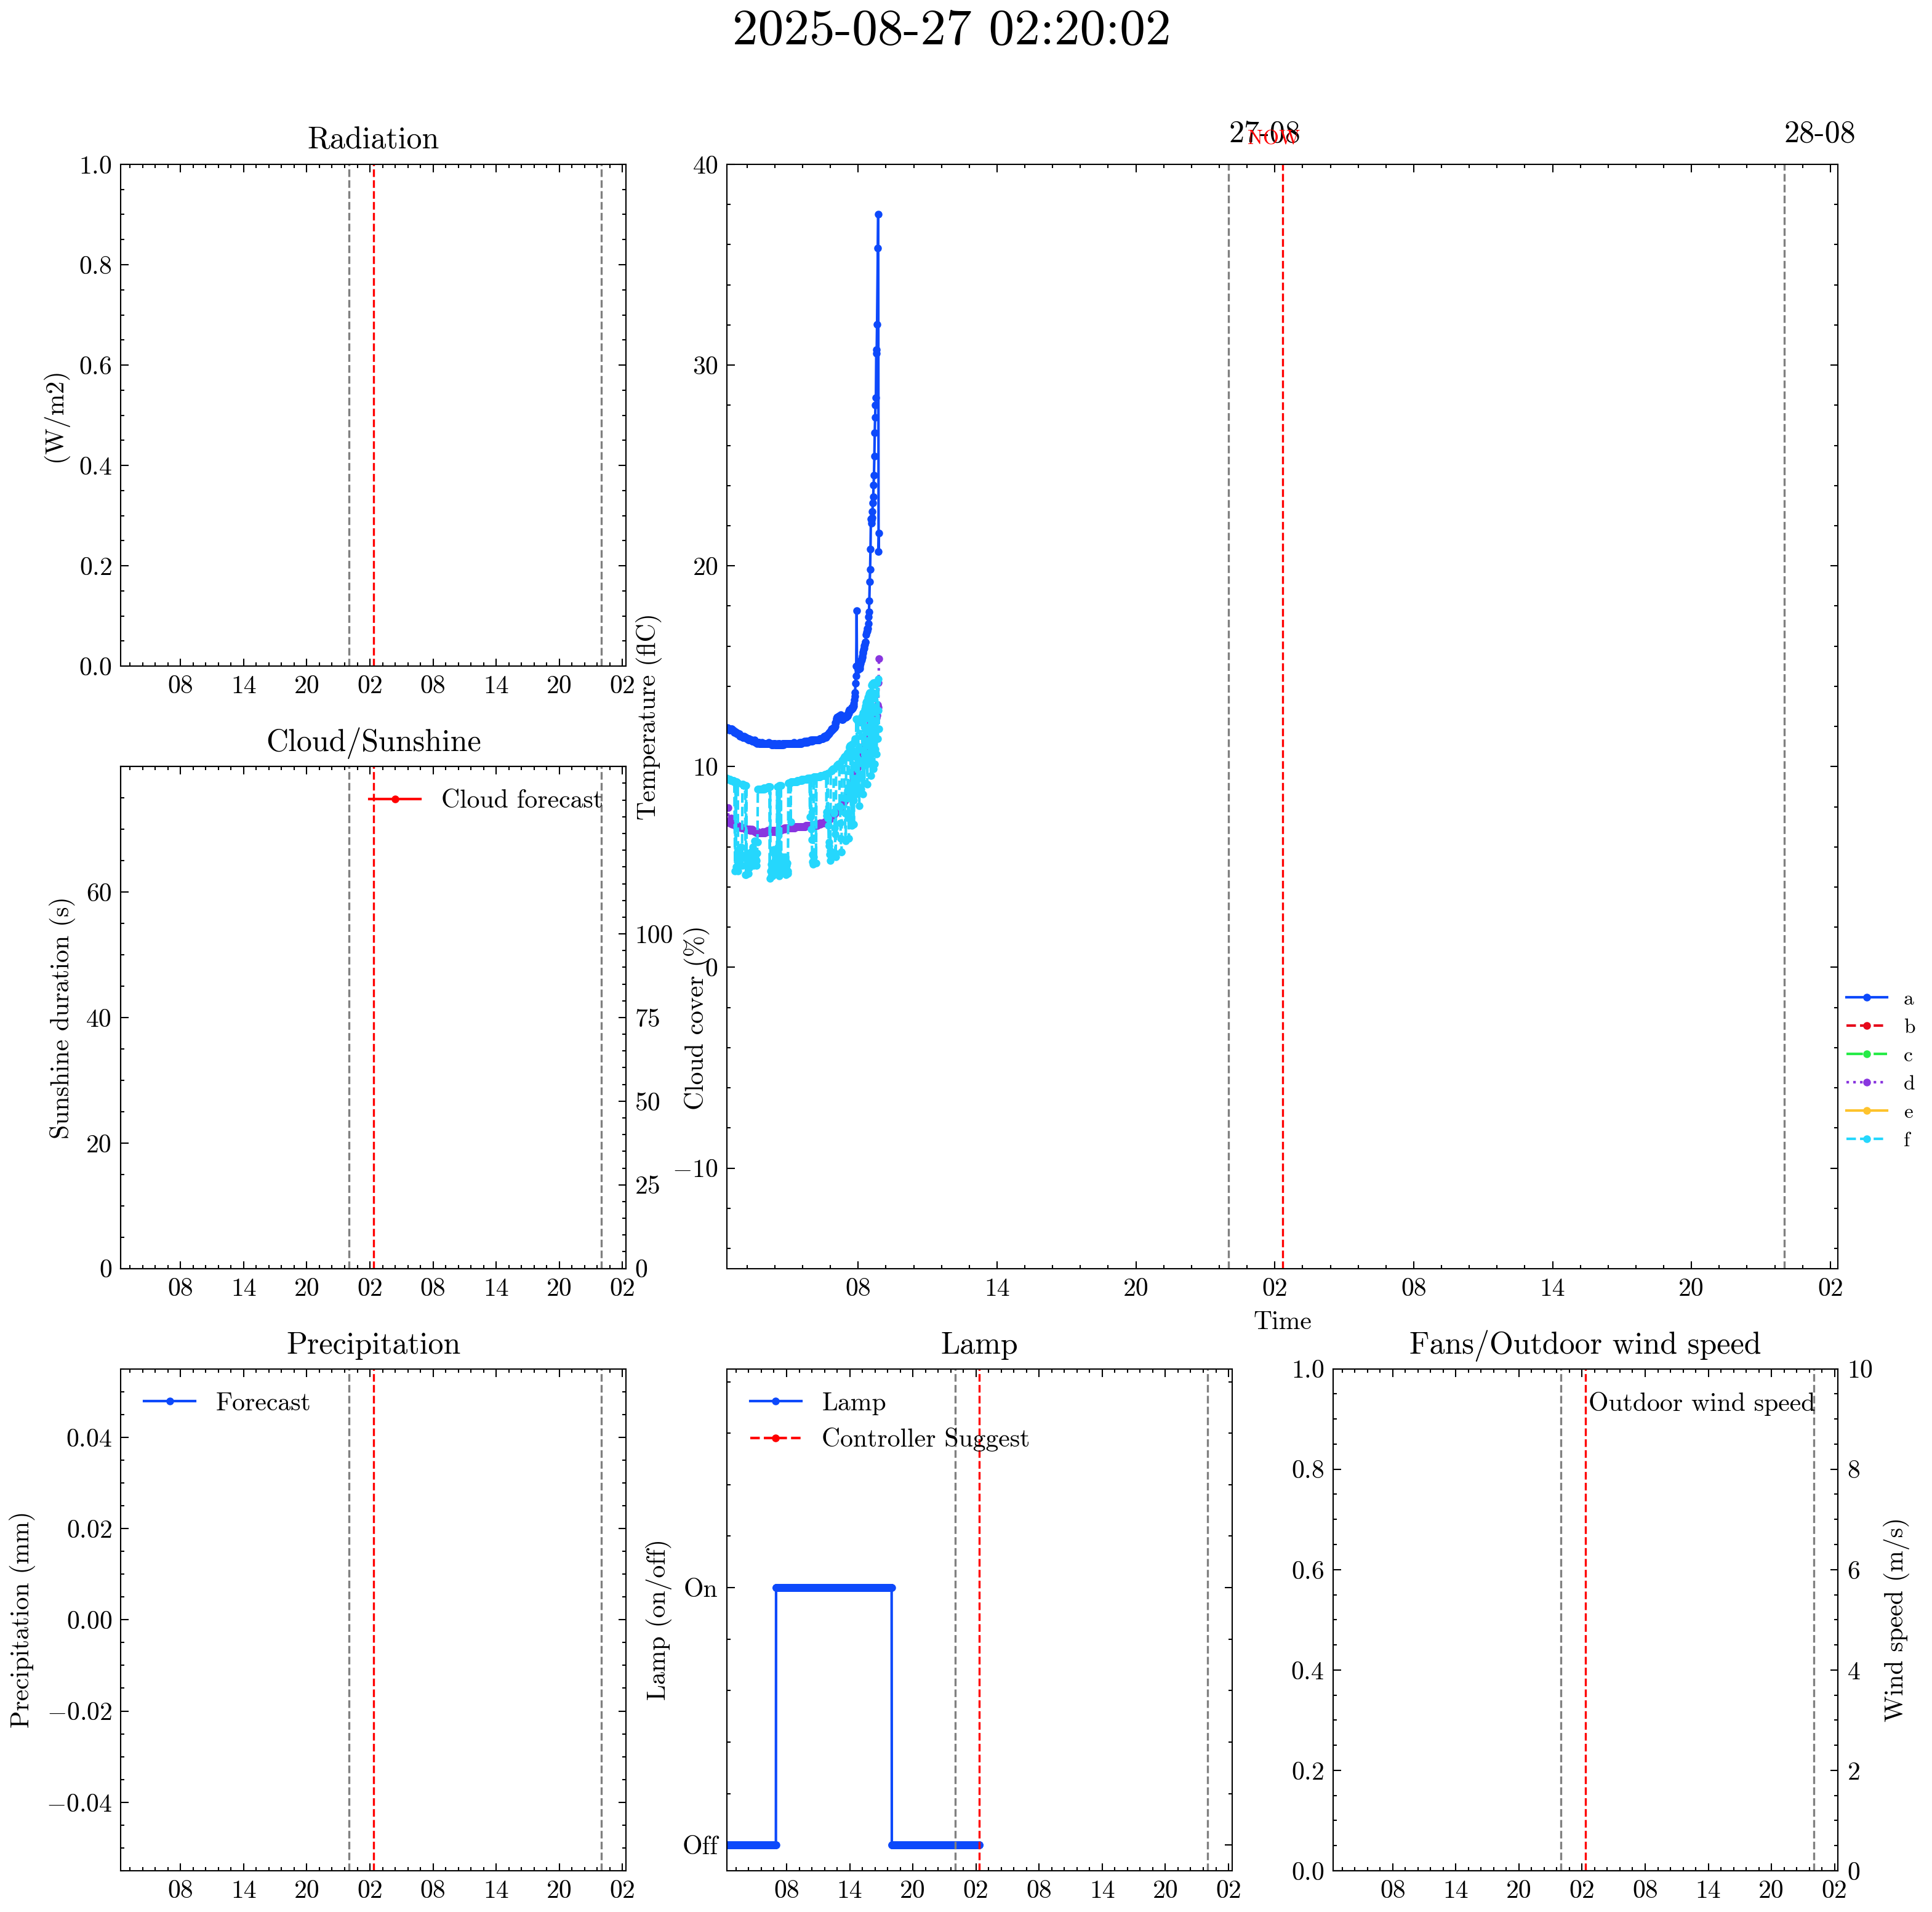 2025-08-27 02:20:02
Radiation
1.0
0.8
0.6
0.4
0.2
0.0
(W/m2)
08 14 20 02 08 14 20 02
27-08
NOW
28-08
40
30
20
10
0
−10
Temperature (flC)
08 14 20 02 08 14 20 02
Time
a
b
c
d
e
f
Cloud/Sunshine
Cloud forecast
60
40
20
0
Sunshine duration (s)
100
75
50
25
0
Cloud cover (%)
08 14 20 02 08 14 20 02
Precipitation
Forecast
0.04
0.02
0.00
−0.02
−0.04
Precipitation (mm)
08 14 20 02 08 14 20 02
Lamp
Lamp
Controller Suggest
On
Off
Lamp (on/off)
08 14 20 02 08 14 20 02
Fans/Outdoor wind speed
Outdoor wind speed
1.0
0.8
0.6
0.4
0.2
0.0
10
8
6
4
2
0
Wind speed (m/s)
08 14 20 02 08 14 20 02